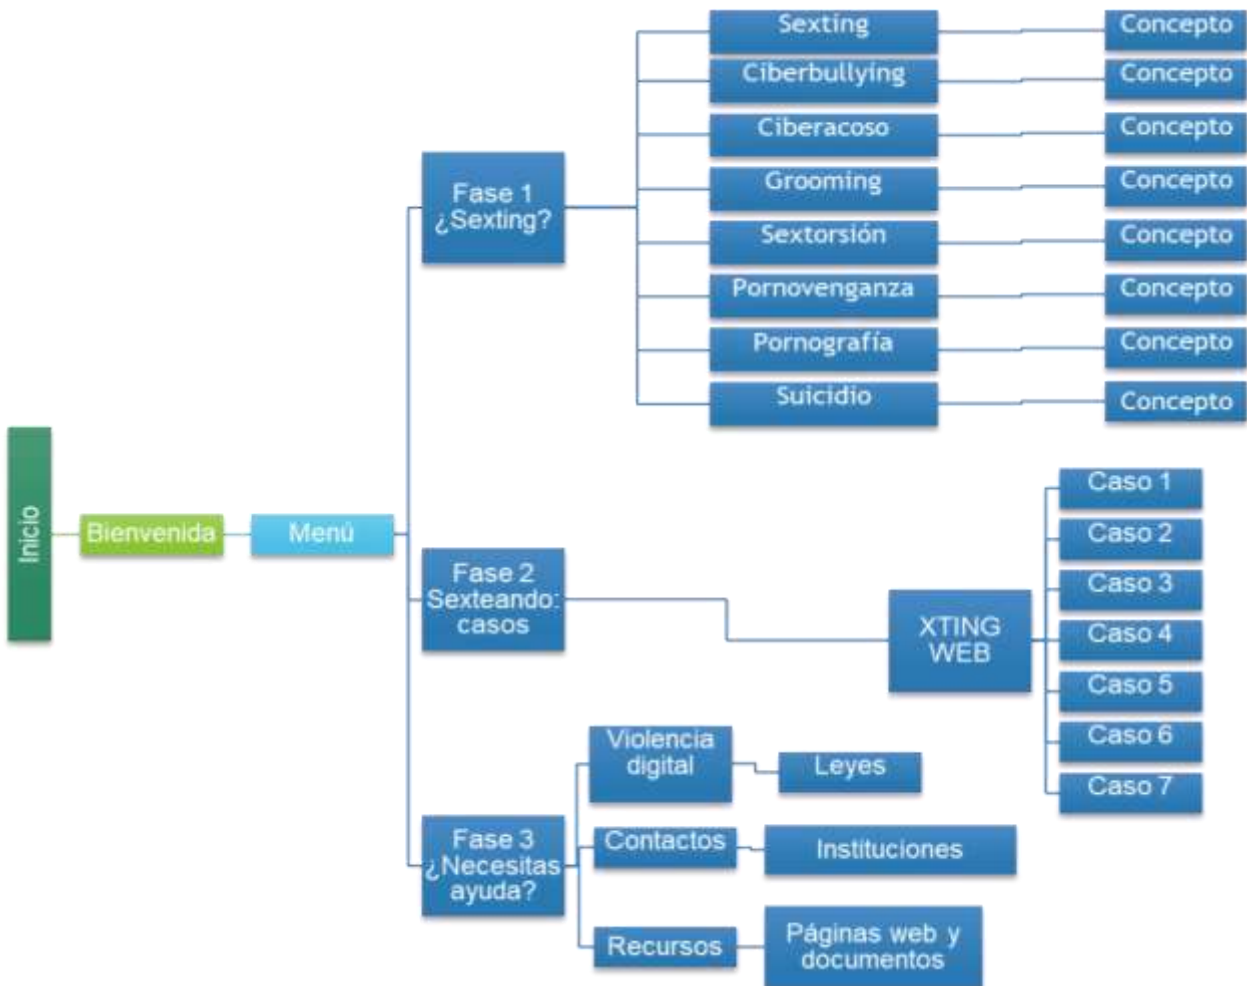 Inicio
Bienvenida
Menú
Fase 1
¿Sexting?
Sexting
Concepto
Ciberbullying
Concepto
Ciberacoso
Concepto
Grooming
Concepto
Sextorsión
Concepto
Pornovenganza
Concepto
Pornografía
Concepto
Suicidio
Concepto
Fase 2
Sexteando:
casos
XTING
WEB
Caso 1
Caso 2
Caso 3
Caso 4
Caso 5
Caso 6
Caso 7
Fase 3
¿Necesitas
ayuda?
Violencia
digital
Leyes
Contactos
Instituciones
Recursos
Páginas web y
documentos